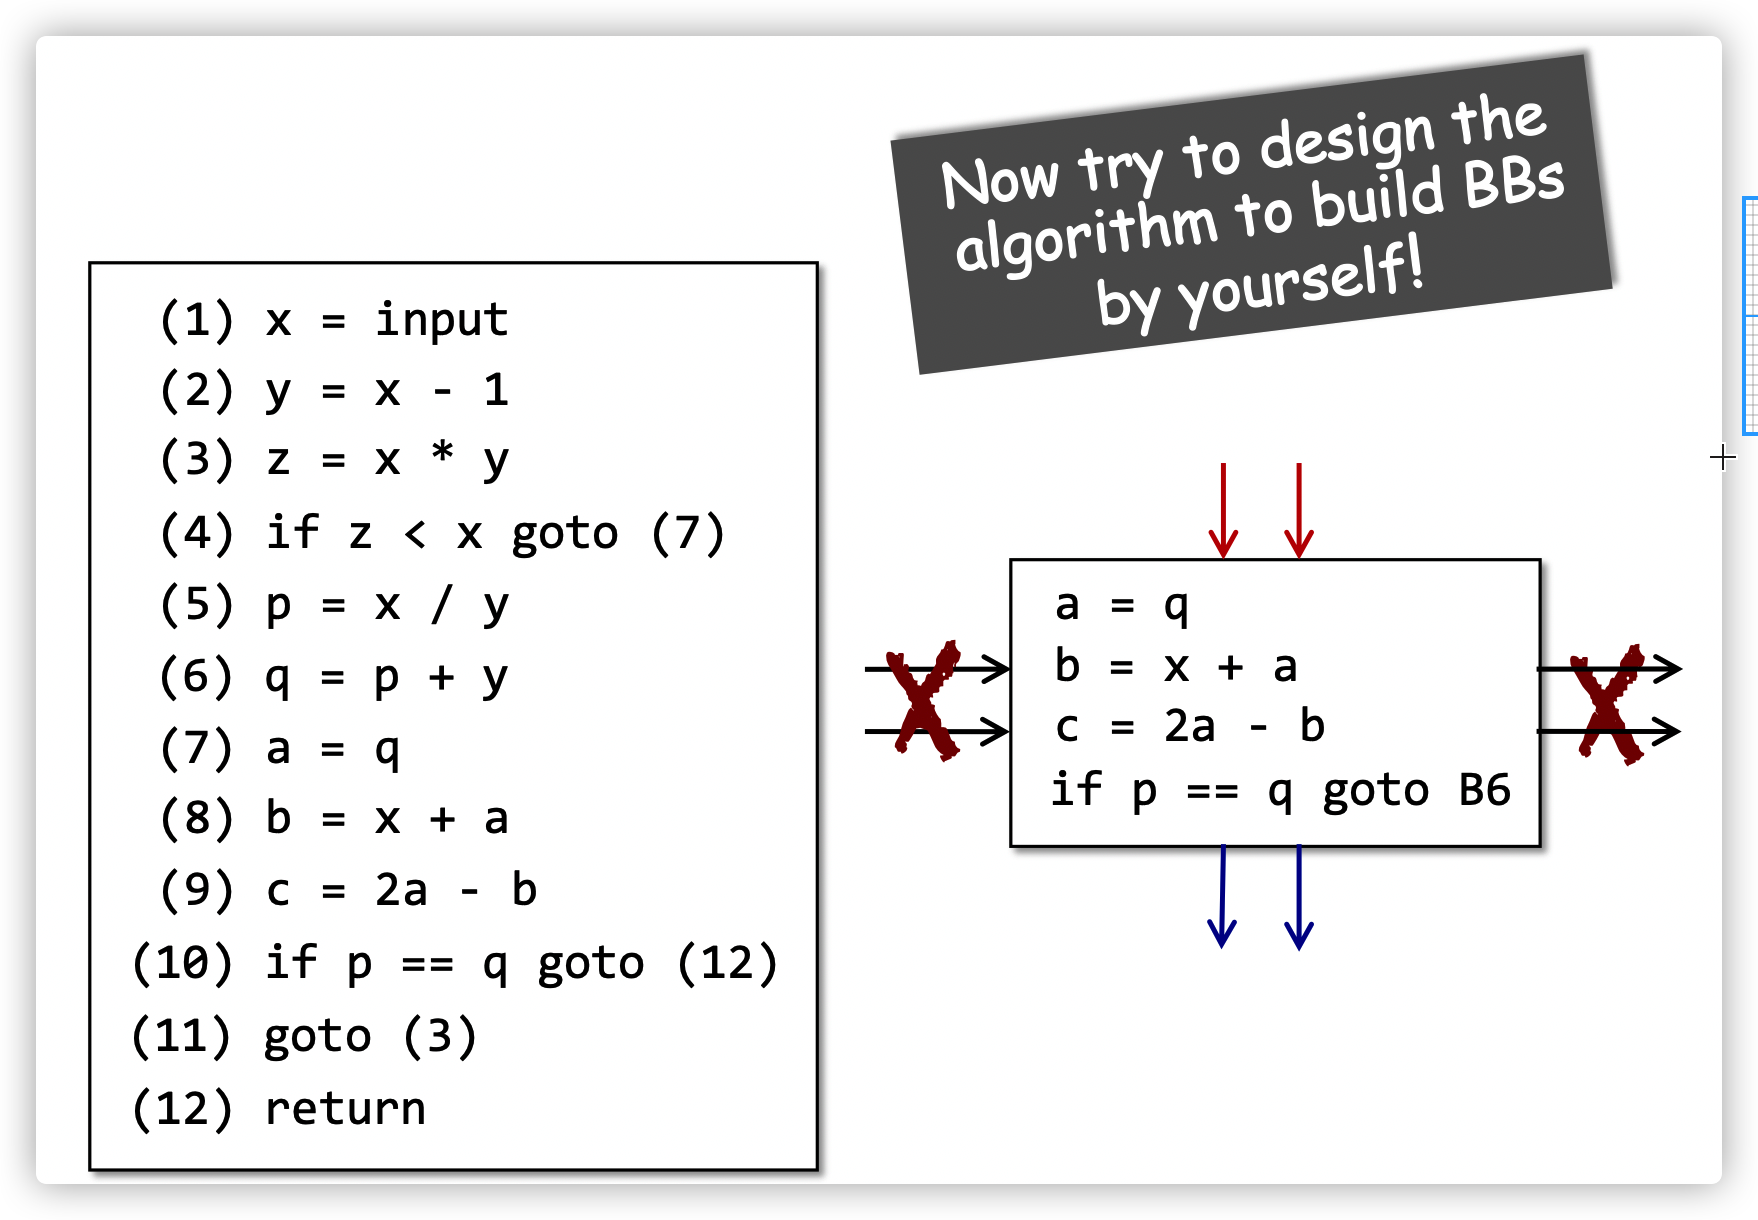 Now try to design the
algorithm to build BBs
by yourself!
(1) x = input
(2) y = x - 1
(3) z = x * y
(4) if z < x goto (7)
(5) p = x / y
(6) q = p + y
(7) a = q
(8) b = x + a
(9) c = 2a - b
(10) if p == q goto (12)
(11) goto (3)
(12) return
a = q
b = x + a
c = 2a - b
if p == q goto B6